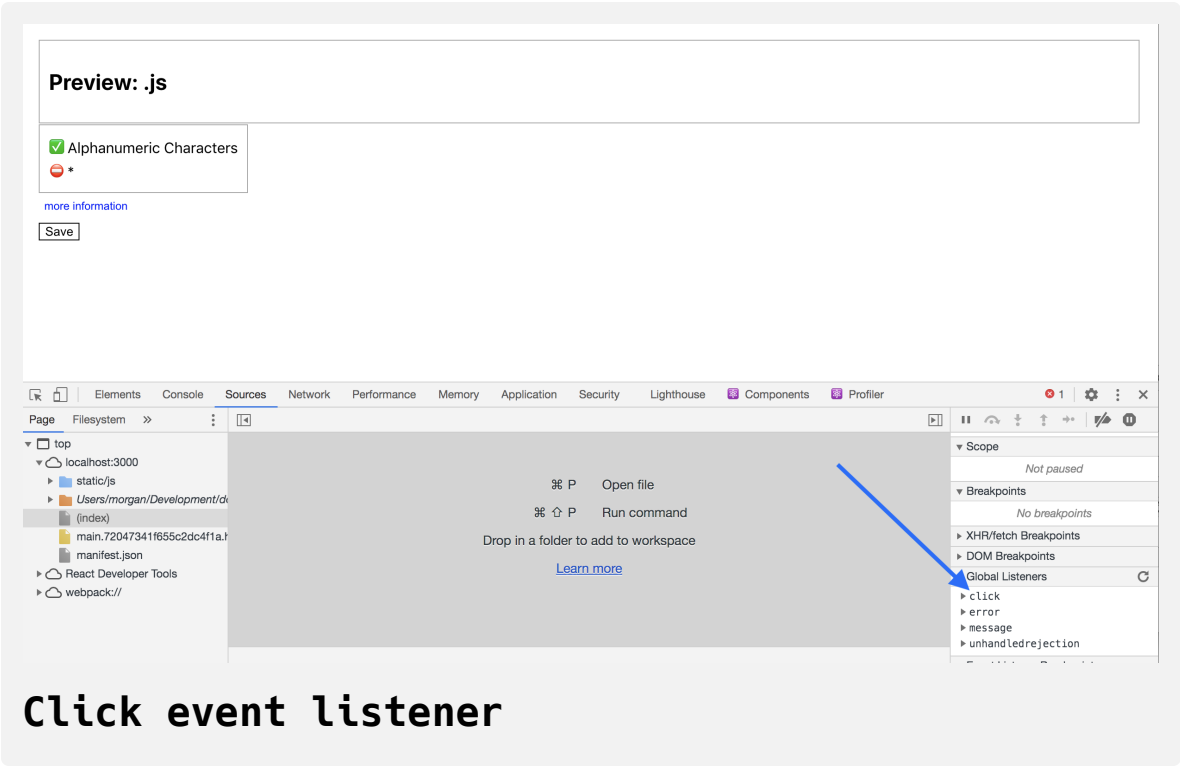 Preview: .js
✅ Alphanumeric Characters
⛔ *
more information
Save
Elements Console Sources Network Performance Memory Application Security Lighthouse Components Profiler 1
Page Filesystem »
top
localhost:3000
static/js
Users/morgan/Development/d
(index)
main.72047341f655c2dc4f1a.h
manifest.json
React Developer Tools
webpack://
⌘ P Open file
⌘ ⇧ P Run command
Drop in a folder to add to workspace
Learn more
Scope
Not paused
Breakpoints
No breakpoints
XHR/fetch Breakpoints
DOM Breakpoints
Global Listeners
click
error
message
unhandledrejection
Click event listener